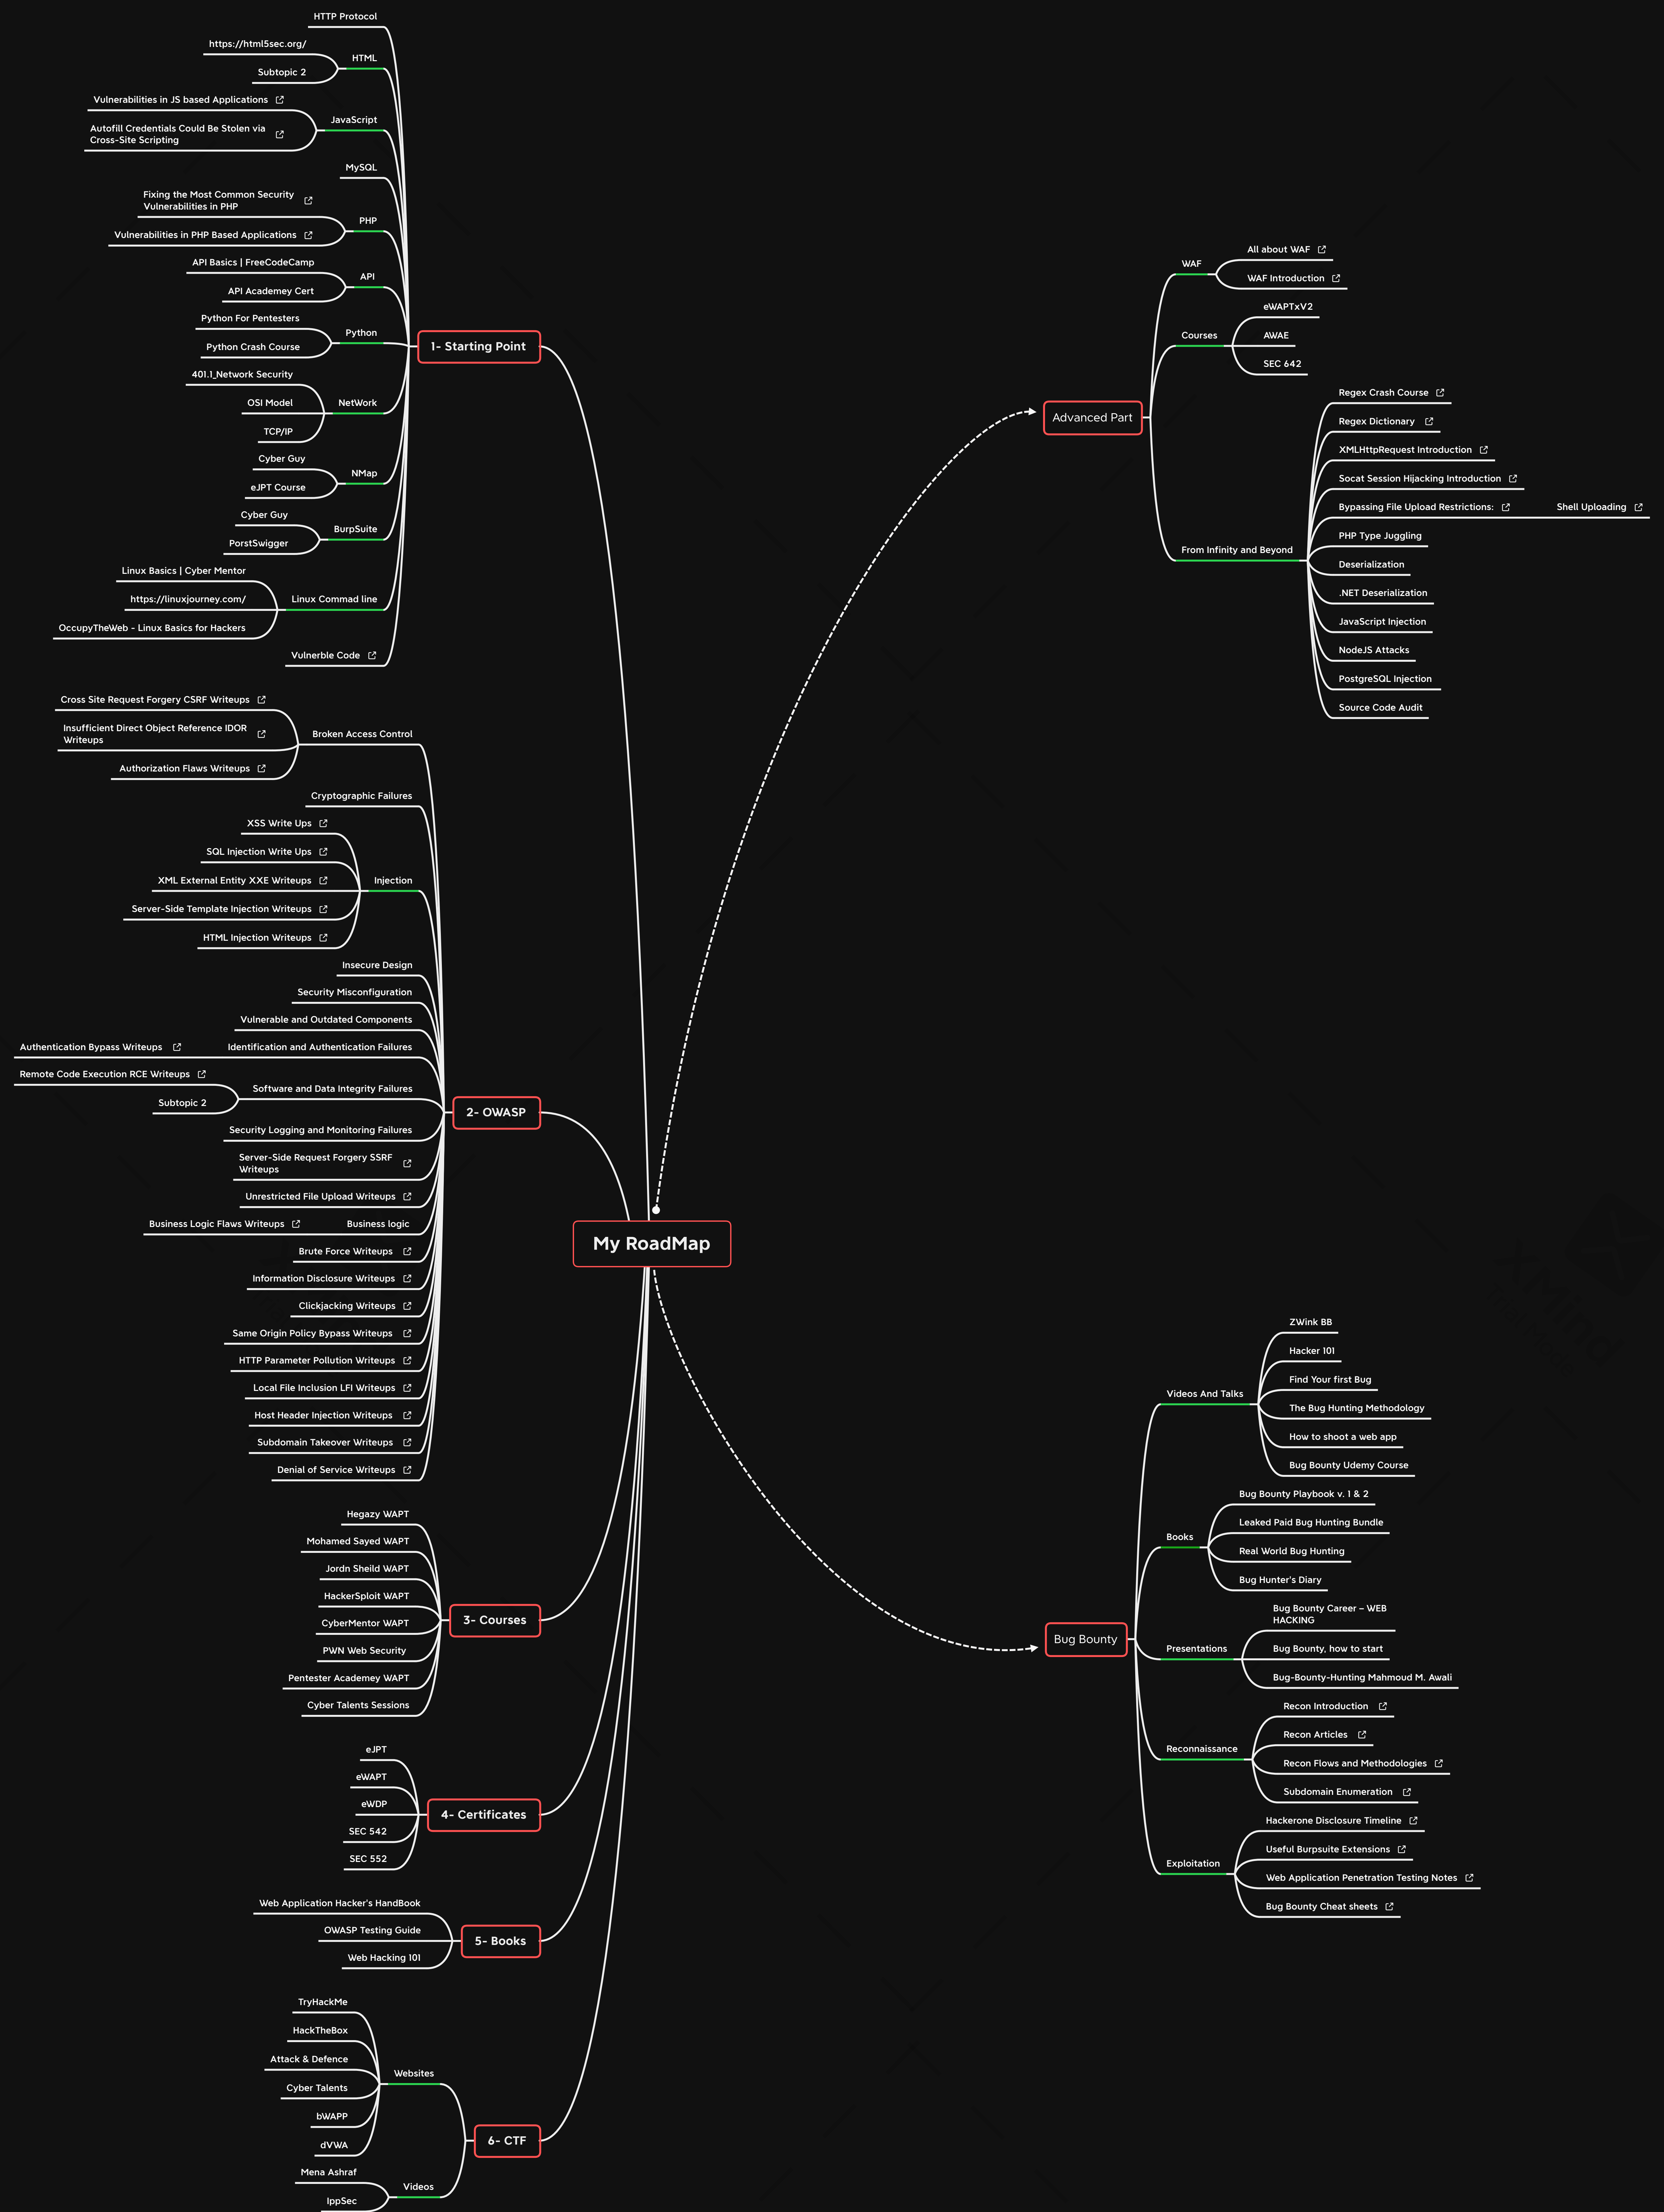 HTTP Protocol
https://html5sec.org/
Subtopic 2
HTML
Vulnerabilities in JS based Applications
Autofill Credentials Could Be Stolen via
Cross-Site Scripting
JavaScript
MySQL
Fixing the Most Common Security
Vulnerabilities in PHP
Vulnerabilities in PHP Based Applications
PHP
API Basics | FreeCodeCamp
API Academey Cert
API
Python For Pentesters
Python Crash Course
Python
401.1_Network Security
OSI Model
TCP/IP
NetWork
Cyber Guy
eJPT Course
NMap
Cyber Guy
PorstSwigger
BurpSuite
Linux Basics | Cyber Mentor
https://linuxjourney.com/
OccupyTheWeb - Linux Basics for Hackers
Linux Commad line
Vulnerble Code
1- Starting Point
Cross Site Request Forgery CSRF Writeups
Insufficient Direct Object Reference IDOR
Writeups
Authorization Flaws Writeups
Broken Access Control
Cryptographic Failures
XSS Write Ups
SQL Injection Write Ups
XML External Entity XXE Writeups
Server-Side Template Injection Writeups
HTML Injection Writeups
Injection
Insecure Design
Security Misconfiguration
Vulnerable and Outdated Components
Authentication Bypass Writeups
Identification and Authentication Failures
Remote Code Execution RCE Writeups
Subtopic 2
Software and Data Integrity Failures
Security Logging and Monitoring Failures
Server-Side Request Forgery SSRF
Writeups
Unrestricted File Upload Writeups
Business Logic Flaws Writeups
Business logic
Brute Force Writeups
Information Disclosure Writeups
Clickjacking Writeups
Same Origin Policy Bypass Writeups
HTTP Parameter Pollution Writeups
Local File Inclusion LFI Writeups
Host Header Injection Writeups
Subdomain Takeover Writeups
Denial of Service Writeups
2- OWASP
My RoadMap
Hegazy WAPT
Mohamed Sayed WAPT
Jordn Sheild WAPT
HackerSploit WAPT
CyberMentor WAPT
PWN Web Security
Pentester Academey WAPT
Cyber Talents Sessions
3- Courses
eJPT
eWAPT
eWDP
SEC 542
SEC 552
4- Certificates
Web Application Hacker's HandBook
OWASP Testing Guide
Web Hacking 101
5- Books
TryHackMe
HackTheBox
Attack & Defence
Cyber Talents
bWAPP
dVWA
Websites
Mena Ashraf
IppSec
Videos
6- CTF
Advanced Part
WAF
All about WAF
WAF Introduction
Courses
eWAPTxV2
AWAE
SEC 642
From Infinity and Beyond
Regex Crash Course
Regex Dictionary
XMLHttpRequest Introduction
Socat Session Hijacking Introduction
Bypassing File Upload Restrictions:
Shell Uploading
PHP Type Juggling
Deserialization
.NET Deserialization
JavaScript Injection
NodeJS Attacks
PostgreSQL Injection
Source Code Audit
Bug Bounty
Videos And Talks
ZWink BB
Hacker 101
Find Your first Bug
The Bug Hunting Methodology
How to shoot a web app
Bug Bounty Udemy Course
Books
Bug Bounty Playbook v. 1 & 2
Leaked Paid Bug Hunting Bundle
Real World Bug Hunting
Bug Hunter's Diary
Presentations
Bug Bounty Career – WEB
HACKING
Bug Bounty, how to start
Bug-Bounty-Hunting Mahmoud M. Awali
Reconnaissance
Recon Introduction
Recon Articles
Recon Flows and Methodologies
Subdomain Enumeration
Exploitation
Hackerone Disclosure Timeline
Useful Burpsuite Extensions
Web Application Penetration Testing Notes
Bug Bounty Cheat sheets
XMind